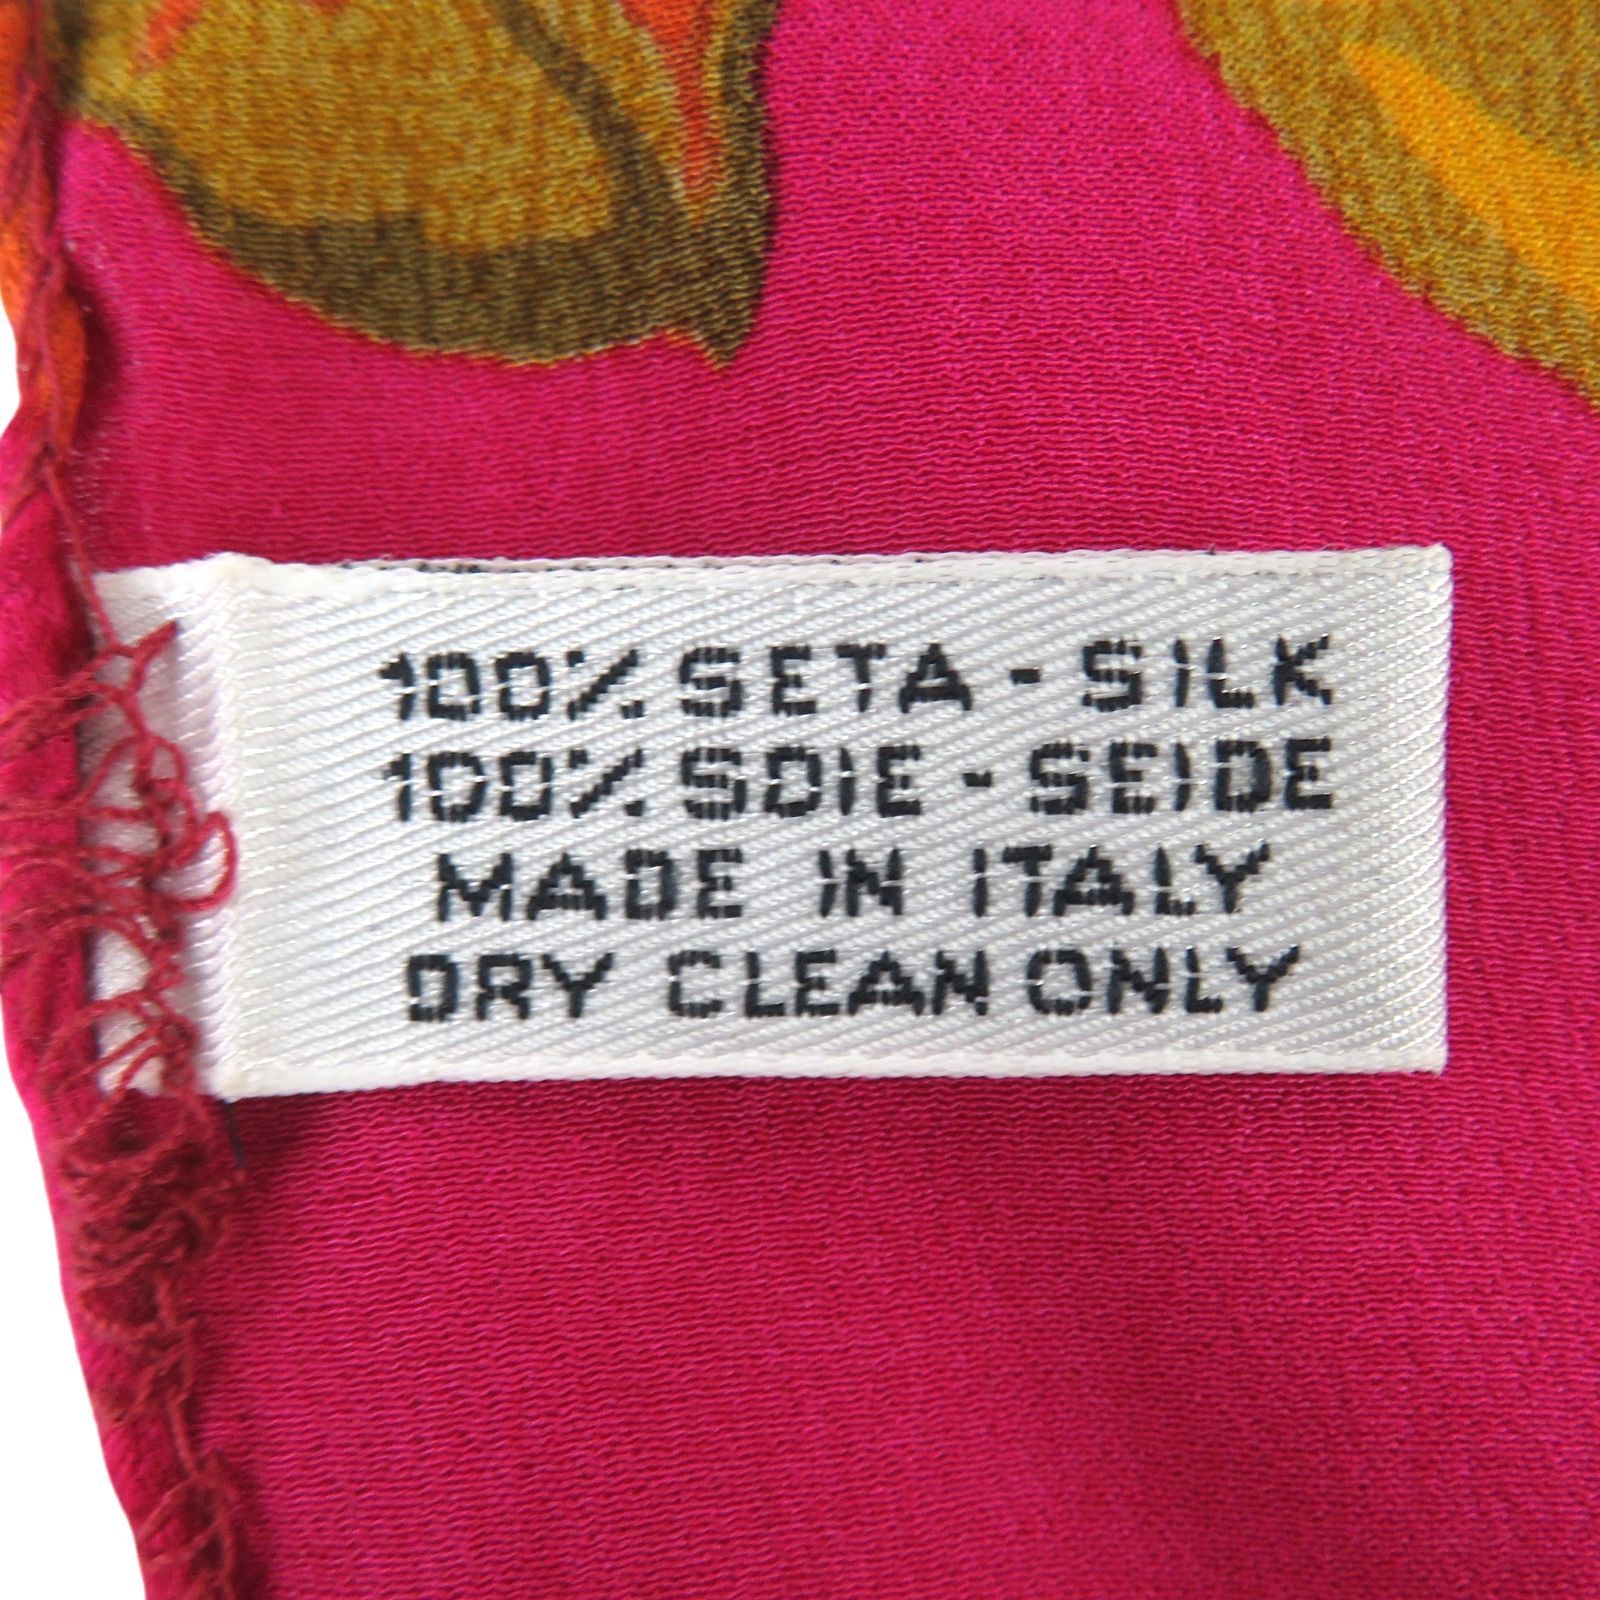 100% SETA - SILK
100% SOIE - SEIDE
MADE IN ITALY
DRY CLEAN ONLY